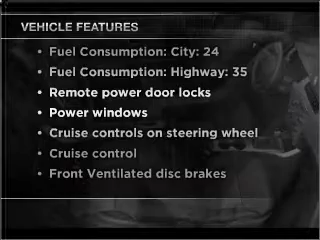 VEHICLE FEATURES
• Fuel Consumption: City: 24
• Fuel Consumption: Highway: 35
• Remote power door locks
• Power windows
• Cruise controls on steering wheel
• Cruise control
• Front Ventilated disc brakes